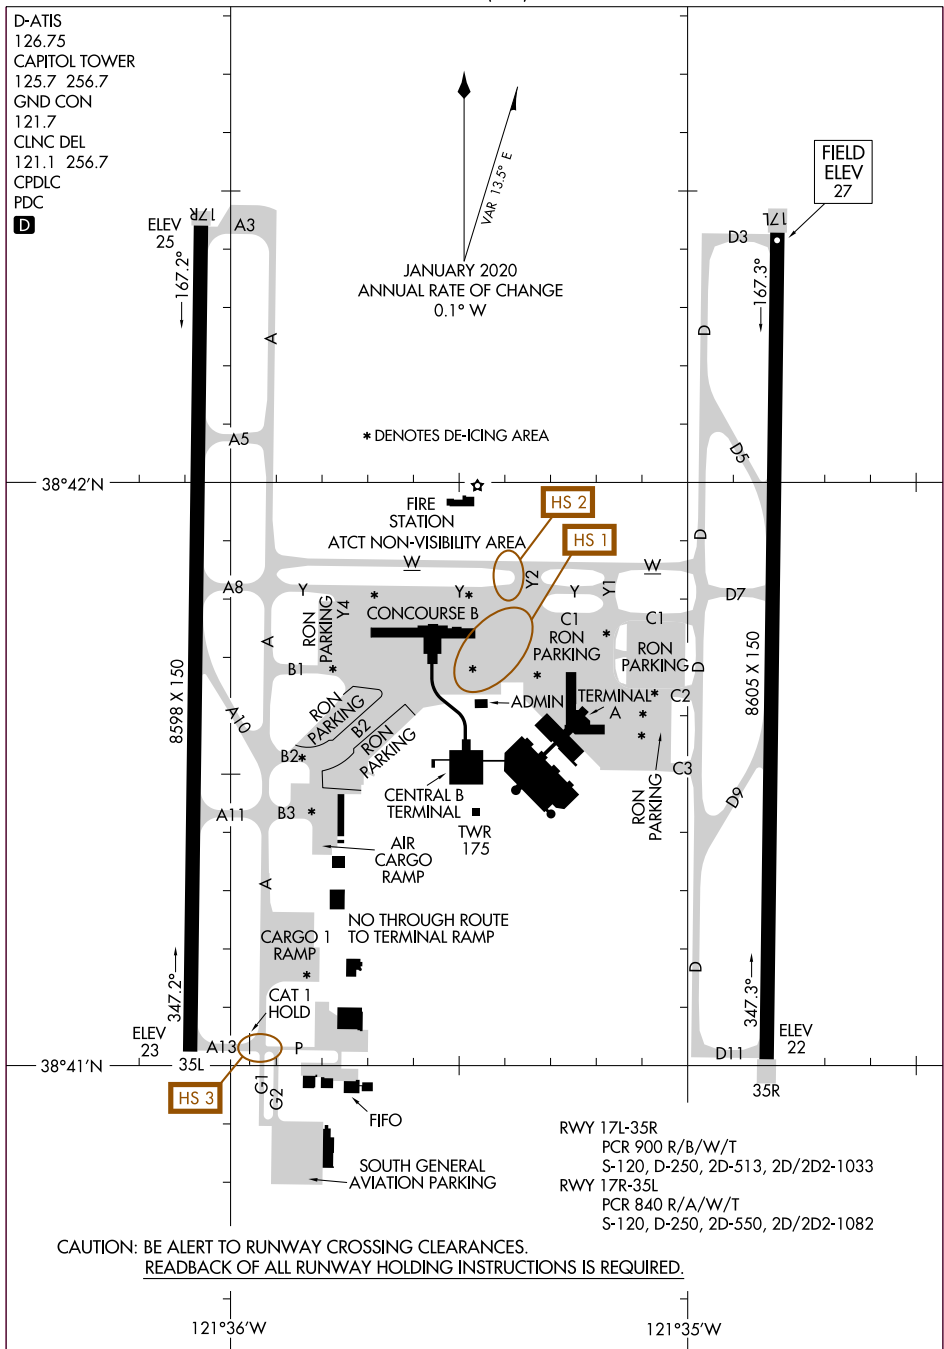 D-ATIS
126.75
CAPITOL TOWER
125.7 256.7
GND CON
121.7
CLNC DEL
121.1 256.7
CPDLC
PDC
D
VAR 13.5° E
JANUARY 2020
ANNUAL RATE OF CHANGE
0.1° W
FIELD
ELEV
27
17R
ELEV
25
A3
167.2°
17L
D3
167.3°
A
D
A5
* DENOTES DE-ICING AREA
D5
38°42'N
HS 2
FIRE
STATION
HS 1
ATCT NON-VISIBILITY AREA
D
W
W
A8
Y
Y
Y2
Y
Y1
D7
Y4
CONCOURSE B
C1
C1
RON
PARKING
RON
PARKING
RON
PARKING
A
B1
D
8598 X 150
8605 X 150
RON
PARKING
ADMIN
TERMINAL
A
C2
A10
B2
RON
PARKING
B2
C3
CENTRAL B
TERMINAL
D9
RON
PARKING
A11
B3
TWR
175
AIR
CARGO
RAMP
A
NO THROUGH ROUTE
TO TERMINAL RAMP
CARGO 1
RAMP
D
347.2°
347.3°
CAT 1
HOLD
ELEV
23
A13
P
D11
ELEV
22
38°41'N
35L
35R
G1
G2
HS 3
FIFO
SOUTH GENERAL
AVIATION PARKING
RWY 17L-35R
PCR 900 R/B/W/T
S-120, D-250, 2D-513, 2D/2D2-1033
RWY 17R-35L
PCR 840 R/A/W/T
S-120, D-250, 2D-550, 2D/2D2-1082
CAUTION: BE ALERT TO RUNWAY CROSSING CLEARANCES.
READBACK OF ALL RUNWAY HOLDING INSTRUCTIONS IS REQUIRED.
121°36'W
121°35'W